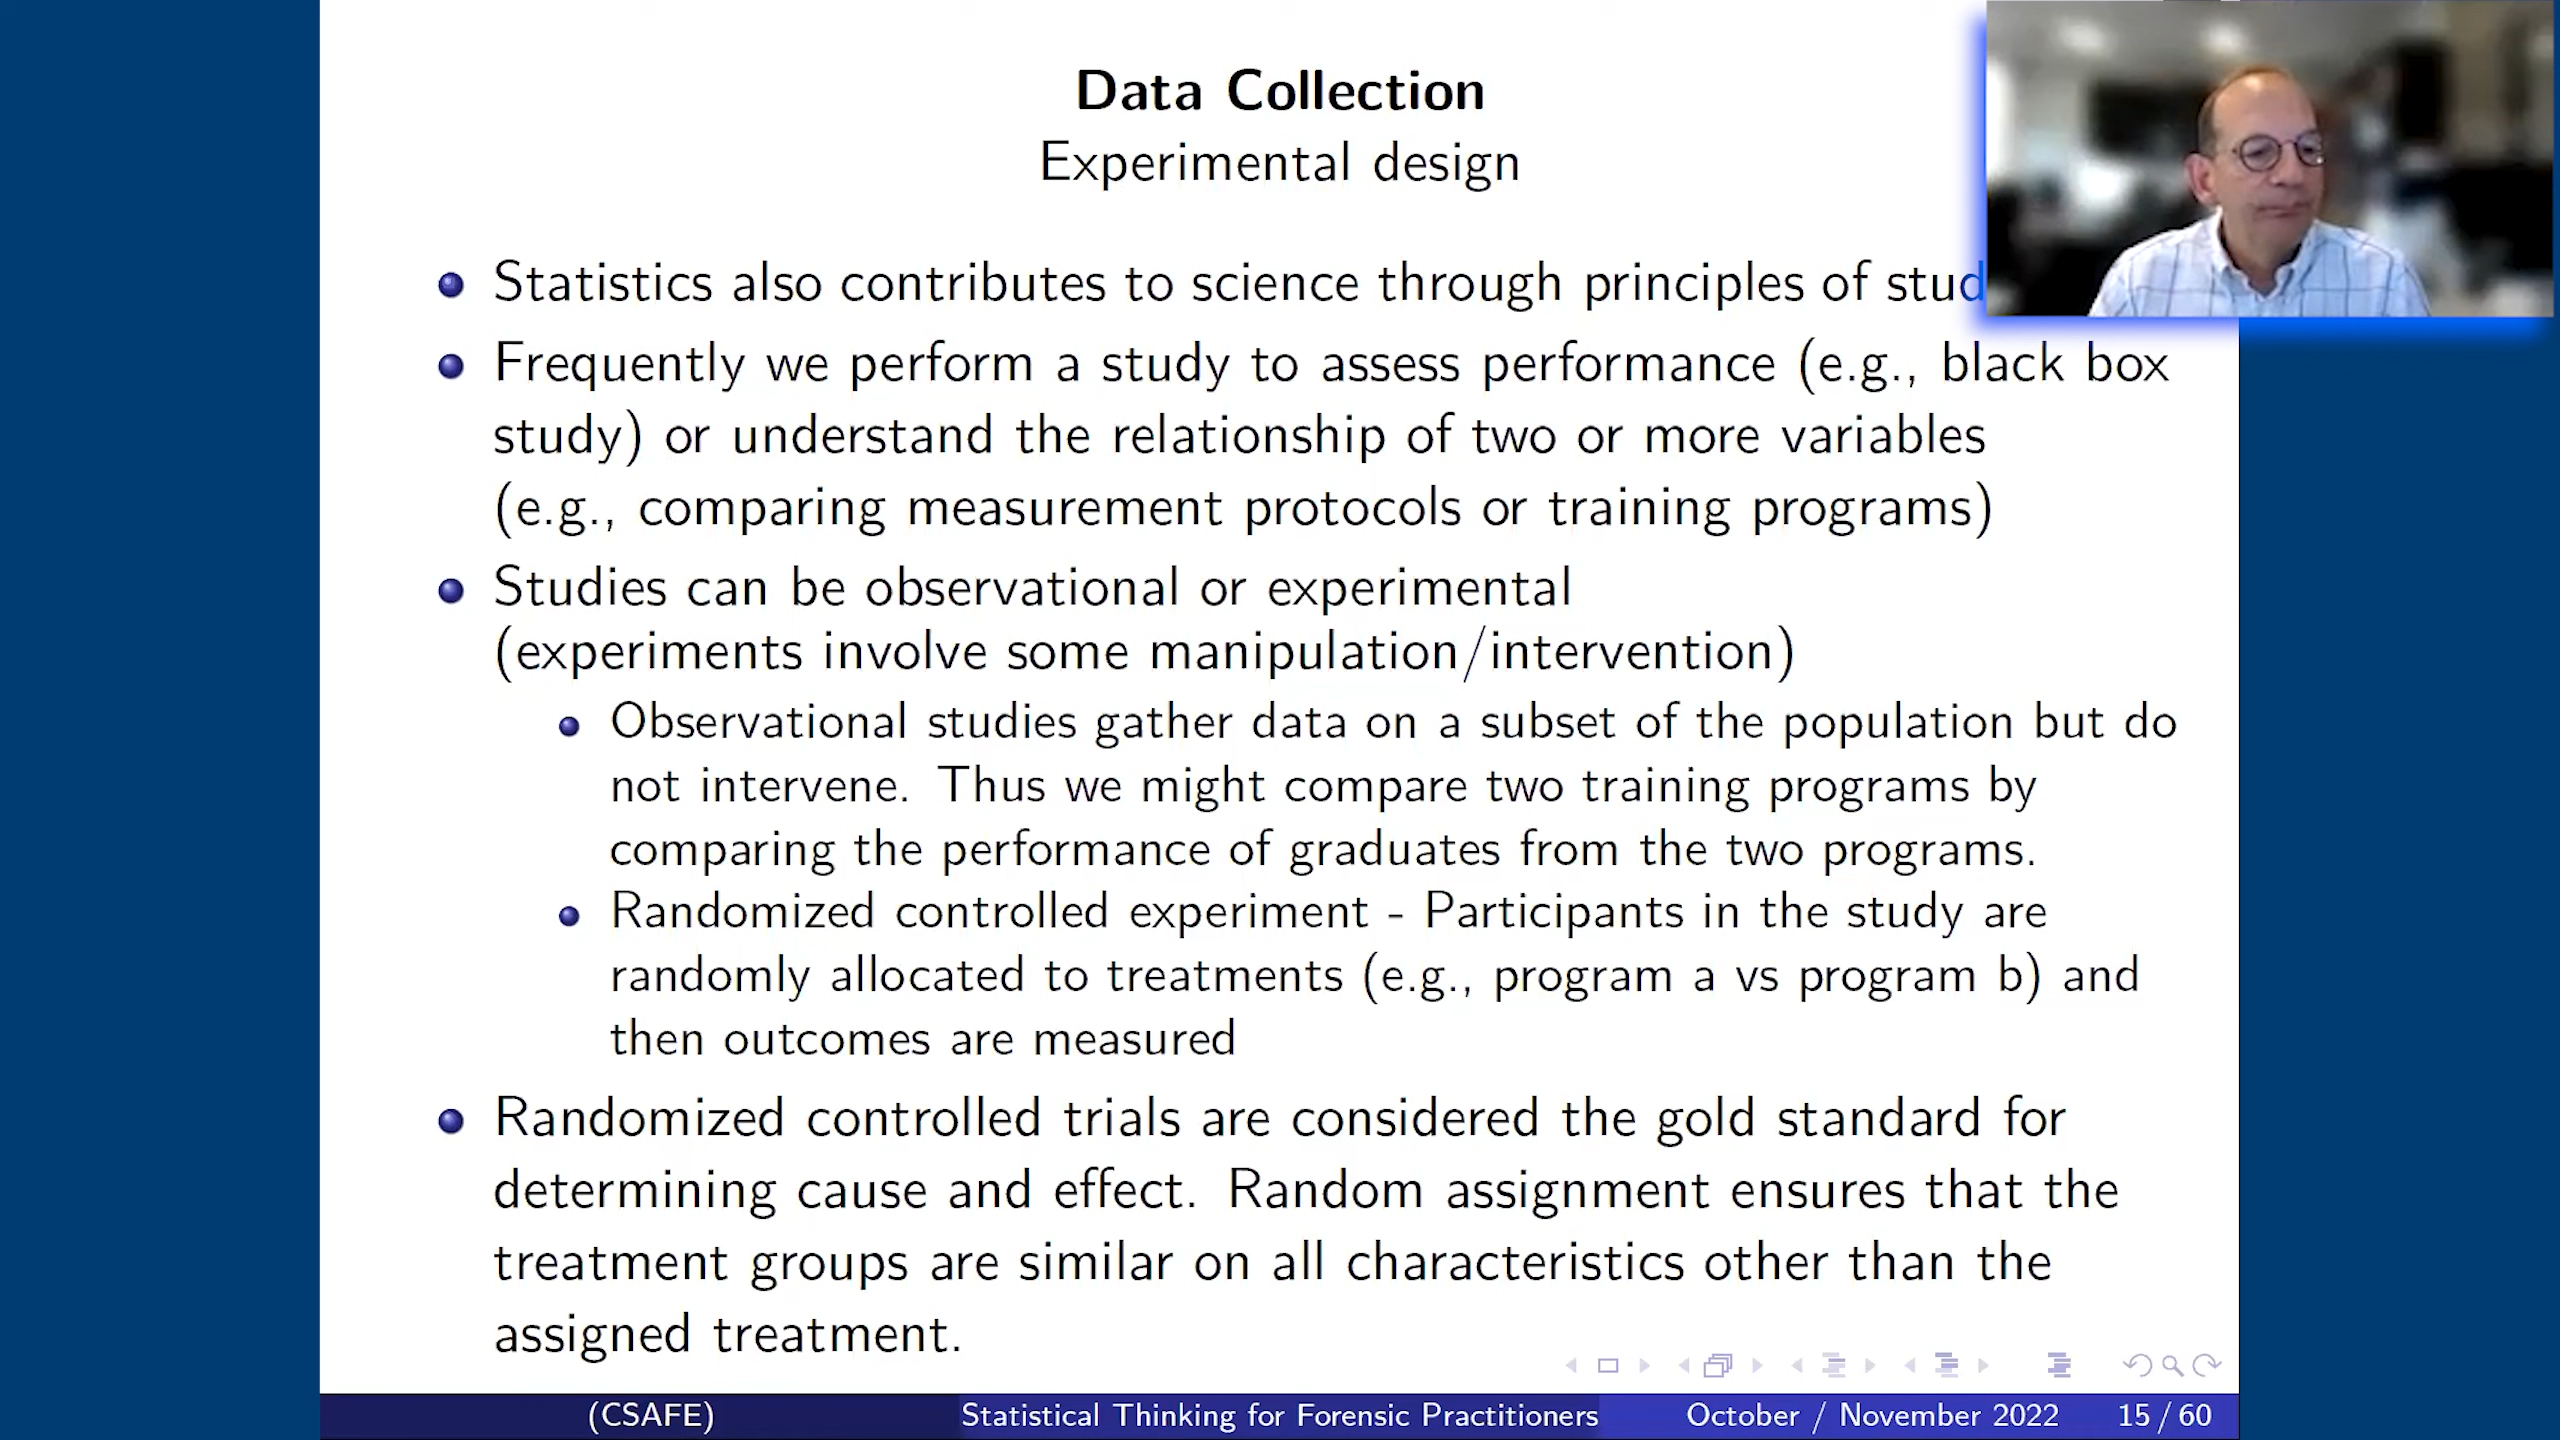 Data Collection
Experimental design
Statistics also contributes to science through principles of
Frequently we perform a study to assess performance (e.g., black box
study) or understand the relationship of two or more variables
(e.g., comparing measurement protocols or training programs)
Studies can be observational or experimental
(experiments involve some manipulation/intervention)
Observational studies gather data on a subset of the population but do
not intervene. Thus we might compare two training programs by
comparing the performance of graduates from the two programs.
Randomized controlled experiment - Participants in the study are
randomly allocated to treatments (e.g., program a vs program b) and
then outcomes are measured
Randomized controlled trials are considered the gold standard for
determining cause and effect. Random assignment ensures that the
treatment groups are similar on all characteristics other than the
assigned treatment.
(CSAFE) Statistical Thinking for Forensic Practitioners October / November 2022 15 / 60